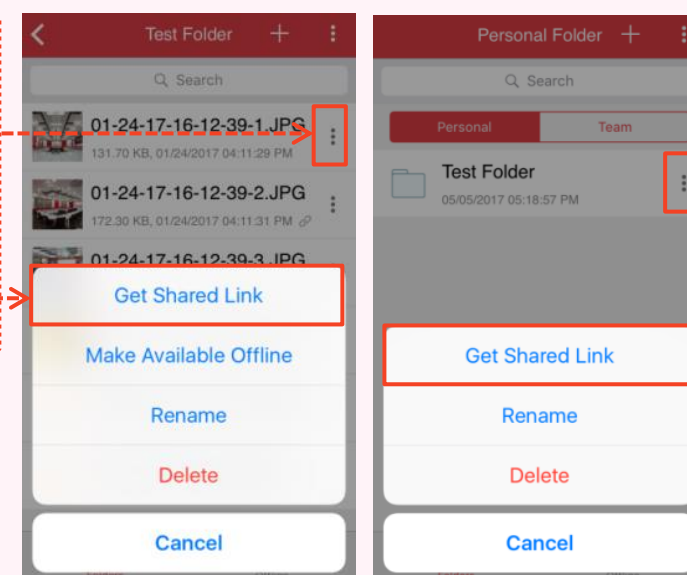 Test Folder
Search
01-24-17-16-12-39-1.JPG
131.70 KB, 01/24/2017 04:11:29 PM
01-24-17-16-12-39-2.JPG
172.30 KB, 01/24/2017 04:11:31 PM
01-24-17-16-12-39-3.JPG
Get Shared Link
Make Available Offline
Rename
Delete
Cancel
Personal Folder
Search
Personal Team
Test Folder
05/05/2017 05:18:57 PM
Get Shared Link
Rename
Delete
Cancel